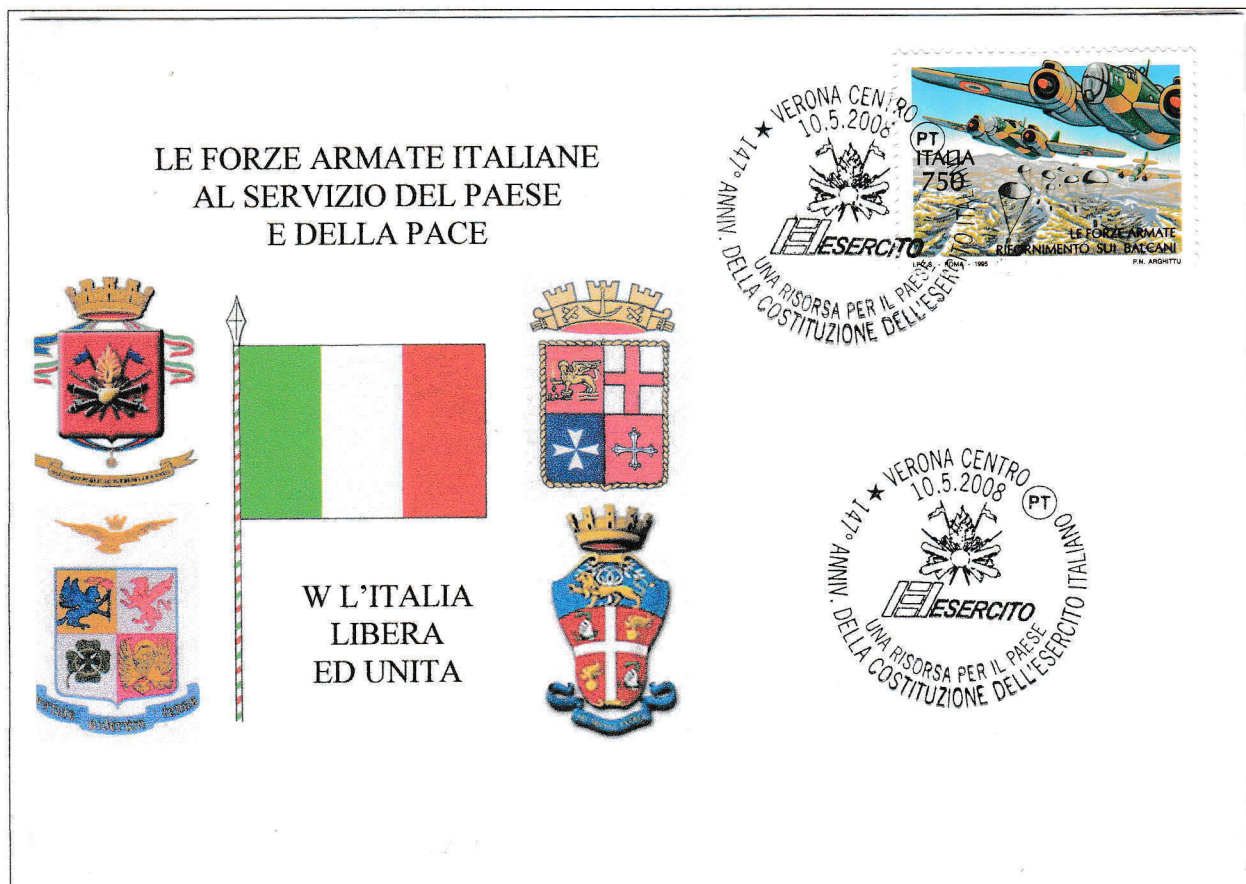 LE FORZE ARMATE ITALIANE
AL SERVIZIO DEL PAESE
E DELLA PACE
W L'ITALIA
LIBERA
ED UNITA
★ VERONA CENTRO
10.5.2008
PT
ESERCITO
UNA RISORSA PER IL PAESE
147° ANNIV. DELLA COSTITUZIONE DELL'ESERCITO ITALIANO
ITALIA
750
LE FORZE ARMATE
RIFORNIMENTO SUI BALCANI
I.P.Z.S. - ROMA - 1995
P.N. ARGHITTU
★ VERONA CENTRO
10.5.2008
PT
ESERCITO
UNA RISORSA PER IL PAESE
147° ANNIV. DELLA COSTITUZIONE DELL'ESERCITO ITALIANO